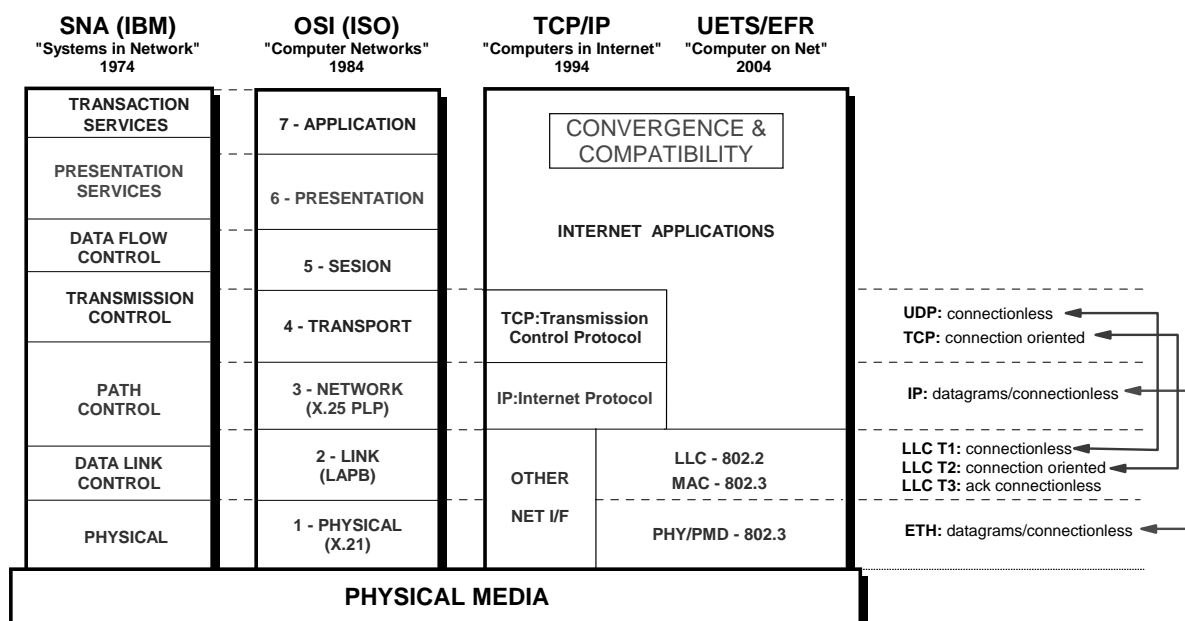 SNA (IBM)
"Systems in Network"
1974
OSI (ISO)
"Computer Networks"
1984
TCP/IP
"Computers in Internet"
1994
UETS/EFR
"Computer on Net"
2004
TRANSACTION
SERVICES
PRESENTATION
SERVICES
DATA FLOW
CONTROL
TRANSMISSION
CONTROL
PATH
CONTROL
DATA LINK
CONTROL
PHYSICAL
7 - APPLICATION
6 - PRESENTATION
5 - SESION
4 - TRANSPORT
3 - NETWORK
(X.25 PLP)
2 - LINK
(LAPB)
1 - PHYSICAL
(X.21)
CONVERGENCE &
COMPATIBILITY
INTERNET APPLICATIONS
TCP:Transmission
Control Protocol
IP:Internet Protocol
OTHER
NET I/F
LLC - 802.2
MAC - 802.3
PHY/PMD - 802.3
UDP: connectionless
TCP: connection oriented
IP: datagrams/connectionless
LLC T1: connectionless
LLC T2: connection oriented
LLC T3: ack connectionless
ETH: datagrams/connectionless
PHYSICAL MEDIA